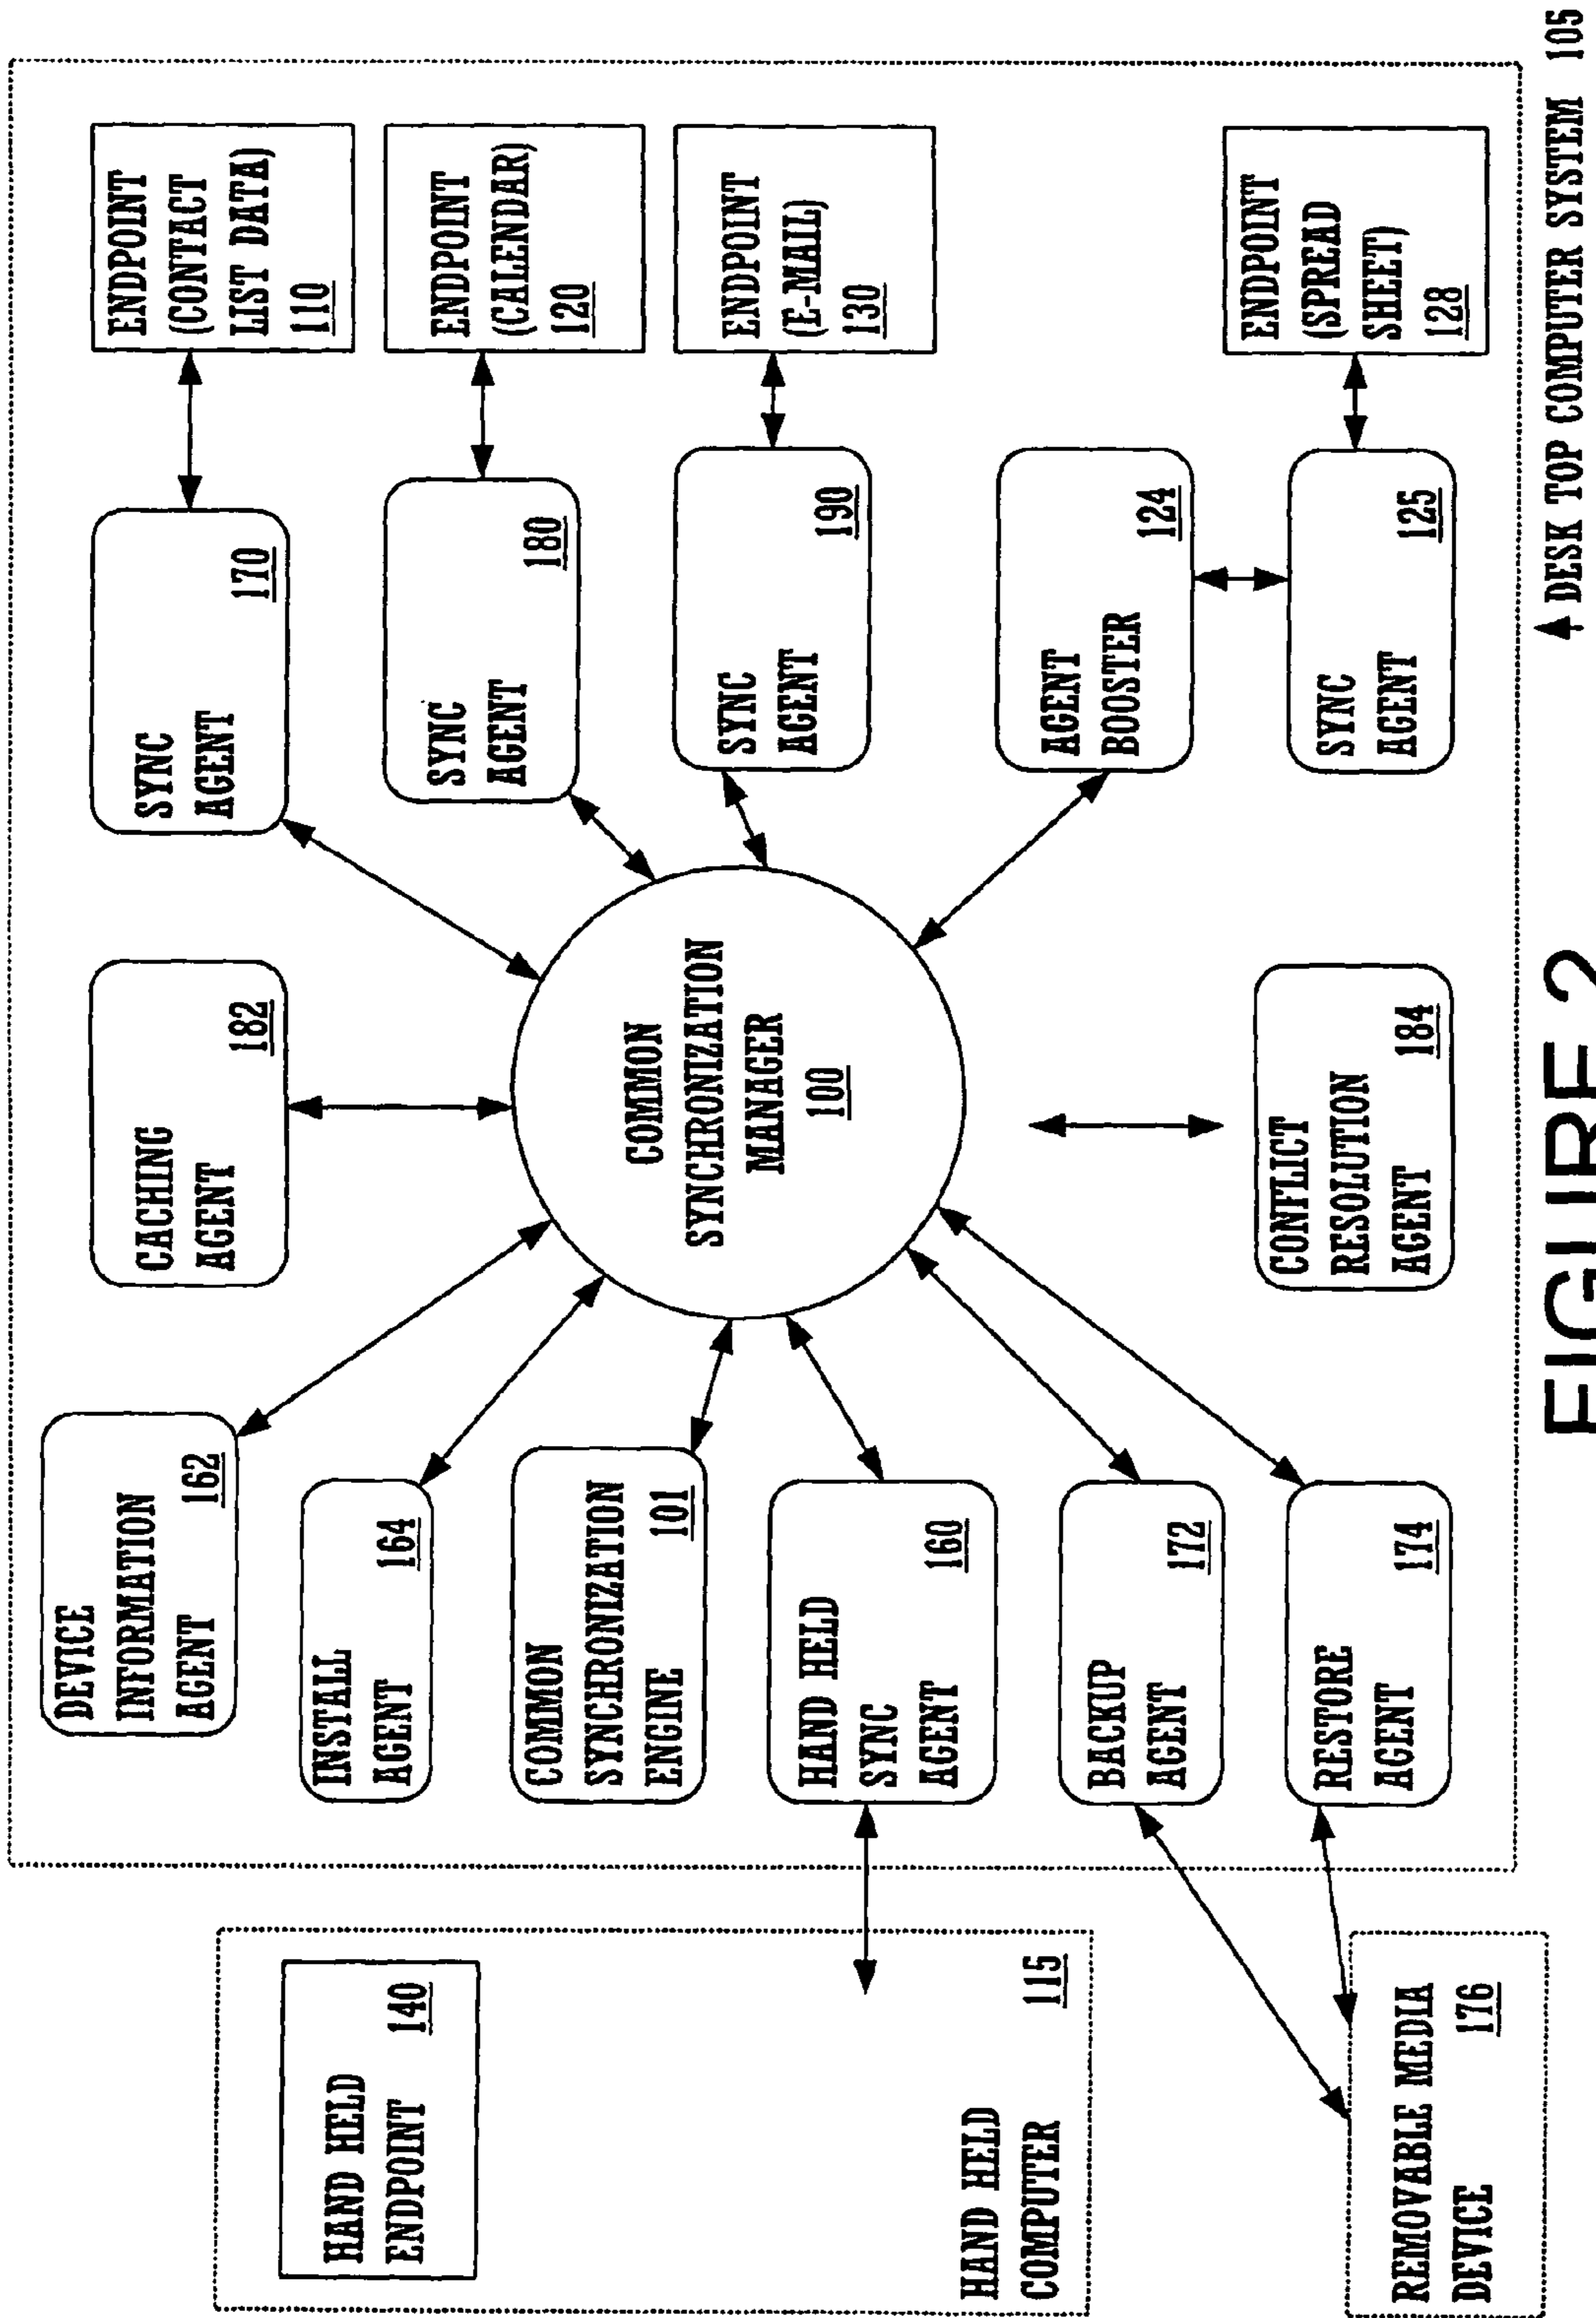 HAND HELD
ENDPOINT 140
HAND HELD
COMPUTER 115
REMOVABLE MEDIA
DEVICE 176
DEVICE
INFORMATION
AGENT 162
INSTALL
AGENT 164
COMMON
SYNCHRONIZATION
ENGINE 101
HAND HELD
SYNC
AGENT 160
BACKUP
AGENT 172
RESTORE
AGENT 174
CACHING
AGENT 182
COMMON
SYNCHRONIZATION
MANAGER
100
CONFLICT
RESOLUTION
AGENT 184
SYNC
AGENT 170
SYNC
AGENT 180
SYNC
AGENT 190
AGENT
BOOSTER 124
SYNC
AGENT 125
ENDPOINT
(CONTACT
LIST DATA)
110
ENDPOINT
(CALENDAR)
120
ENDPOINT
(E-MAIL)
130
ENDPOINT
(SPREAD
SHEET)
128
DESK TOP COMPUTER SYSTEM 105
FIGURE 2